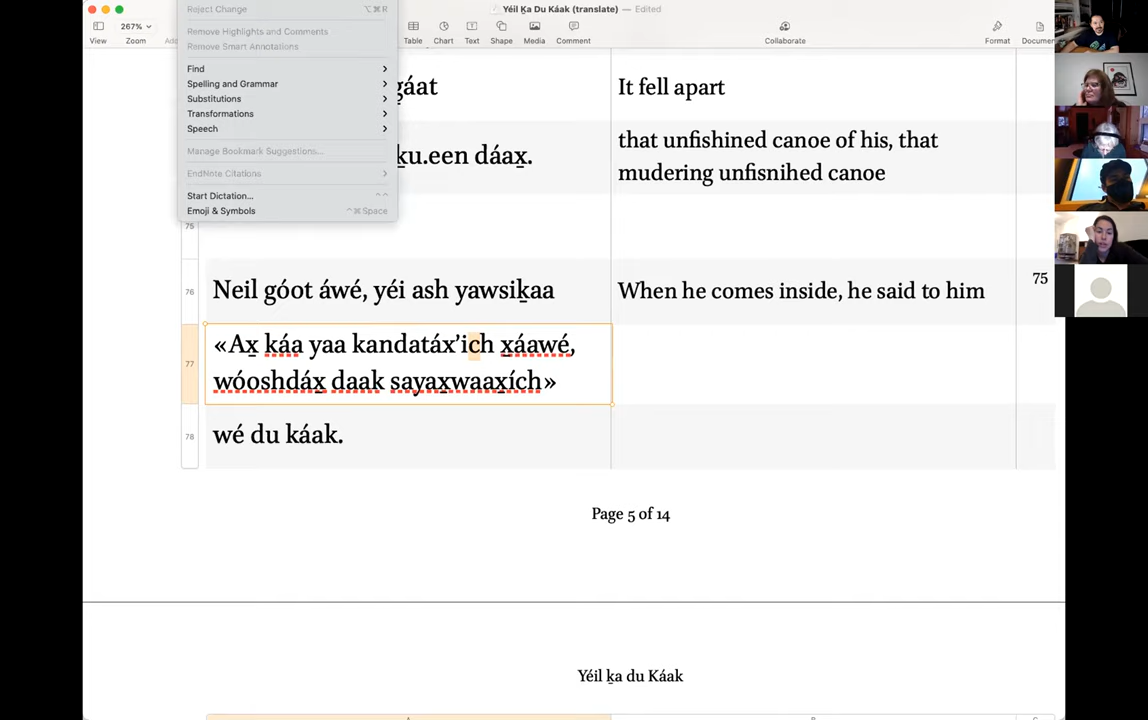 Yéil Ḵa Du Káak (translate) — Edited
267%
View
Zoom
Table
Chart
Text
Shape
Media
Comment
Collaborate
Format
Reject Change ⌥⌘R
Remove Highlights and Comments
Remove Smart Annotations
Find
Spelling and Grammar
Substitutions
Transformations
Speech
Manage Bookmark Suggestions...
EndNote Citations
Start Dictation...
Emoji & Symbols ^⌘Space
It fell apart
ḵu.een dáax̱.
that unfishined canoe of his, that
mudering unfisnihed canoe
75
76
Neil góot áwé, yéi ash yawsiḵaa
When he comes inside, he said to him
75
77
«Ax̱ káa yaa kandatáx’ich x̱áawé,
wóoshdáx̱ daak sayax̱waax̱ích»
78
wé du káak.
Page 5 of 14
Yéil ḵa du Káak